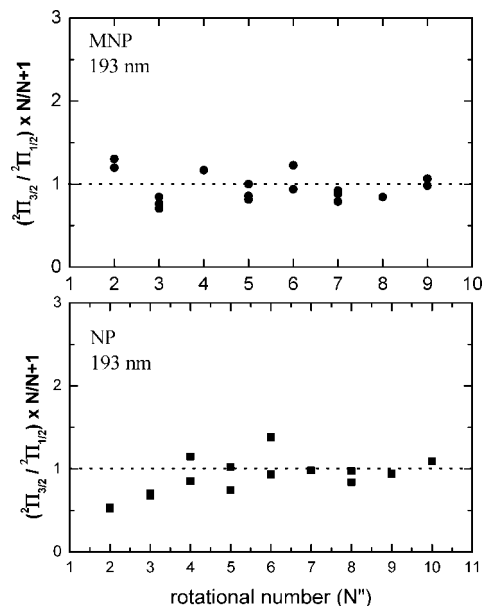 3
MNP
193 nm
2
1
0
(²Π₃/₂ / ²Π₁/₂) x N/N+1
1 2 3 4 5 6 7 8 9 10
3
NP
193 nm
2
1
0
(²Π₃/₂ / ²Π₁/₂) x N/N+1
1 2 3 4 5 6 7 8 9 10 11
rotational number (N")